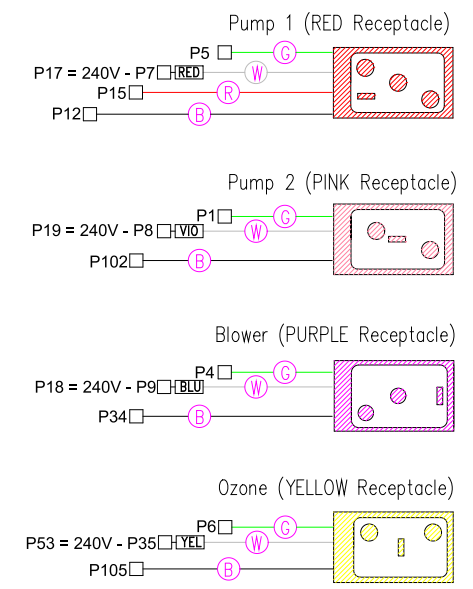 Pump 1 (RED Receptacle)
P5 G
P17 = 240V - P7 RED W
P15 R
P12 B
Pump 2 (PINK Receptacle)
P1 G
P19 = 240V - P8 VIO W
P102 B
Blower (PURPLE Receptacle)
P4 G
P18 = 240V - P9 BLU W
P34 B
Ozone (YELLOW Receptacle)
P6 G
P53 = 240V - P35 YEL W
P105 B